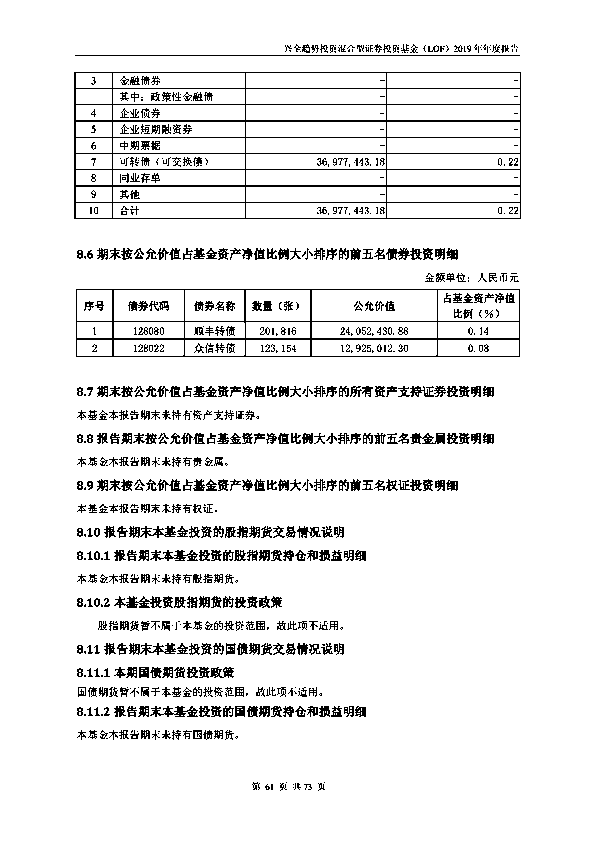 兴全趋势投资混合型证券投资基金（LOF）2019 年年度报告
3 金融债券 - -
其中：政策性金融债 - -
4 企业债券 - -
5 企业短期融资券 - -
6 中期票据 - -
7 可转债（可交换债） 36,977,443.18 0.22
8 同业存单 - -
9 其他 - -
10 合计 36,977,443.18 0.22
8.6 期末按公允价值占基金资产净值比例大小排序的前五名债券投资明细
金额单位：人民币元
序号 债券代码 债券名称 数量（张） 公允价值 占基金资产净值
比例（％）
1 128080 顺丰转债 201,816 24,052,430.88 0.14
2 128022 众信转债 123,154 12,925,012.30 0.08
8.7 期末按公允价值占基金资产净值比例大小排序的所有资产支持证券投资明细
本基金本报告期末未持有资产支持证券。
8.8 报告期末按公允价值占基金资产净值比例大小排序的前五名贵金属投资明细
本基金本报告期末未持有贵金属。
8.9 期末按公允价值占基金资产净值比例大小排序的前五名权证投资明细
本基金本报告期末未持有权证。
8.10 报告期末本基金投资的股指期货交易情况说明
8.10.1 报告期末本基金投资的股指期货持仓和损益明细
本基金本报告期末未持有股指期货。
8.10.2 本基金投资股指期货的投资政策
股指期货暂不属于本基金的投资范围，故此项不适用。
8.11 报告期末本基金投资的国债期货交易情况说明
8.11.1 本期国债期货投资政策
国债期货暂不属于本基金的投资范围，故此项不适用。
8.11.2 报告期末本基金投资的国债期货持仓和损益明细
本基金本报告期末未持有国债期货。
第 61 页 共 73 页